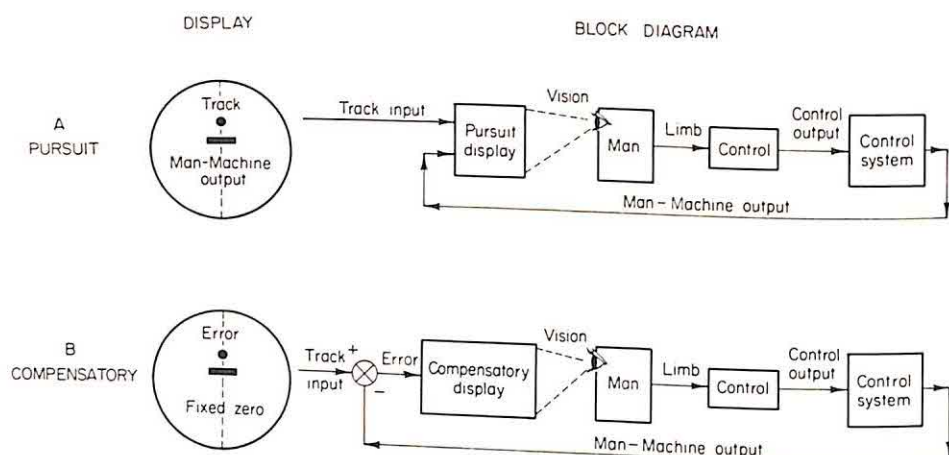 DISPLAY
BLOCK DIAGRAM
A
PURSUIT
Track
Man-Machine
output
Track input
Pursuit
display
Vision
Man
Limb
Control
Control
output
Control
system
Man - Machine output
B
COMPENSATORY
Error
Fixed zero
Track
input
+
-
Error
Compensatory
display
Vision
Man
Limb
Control
Control
output
Control
system
Man - Machine output